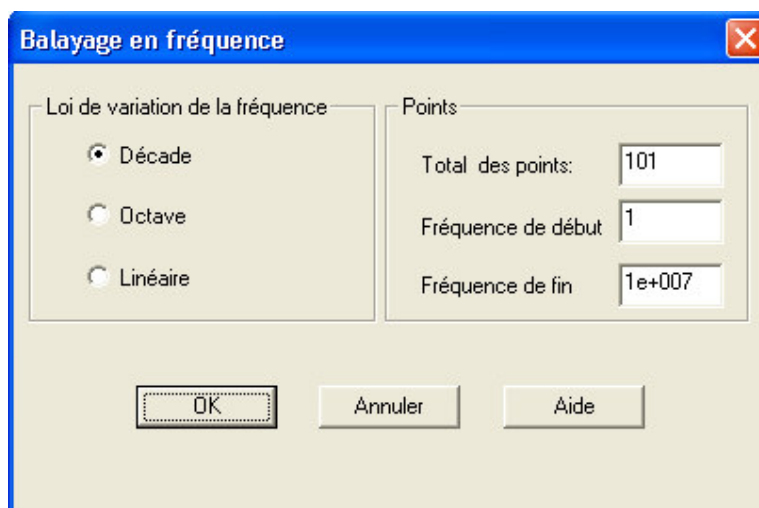 Balayage en fréquence
Loi de variation de la fréquence
Décade
Octave
Linéaire
Points
Total des points: 101
Fréquence de début 1
Fréquence de fin 1e+007
OK Annuler Aide